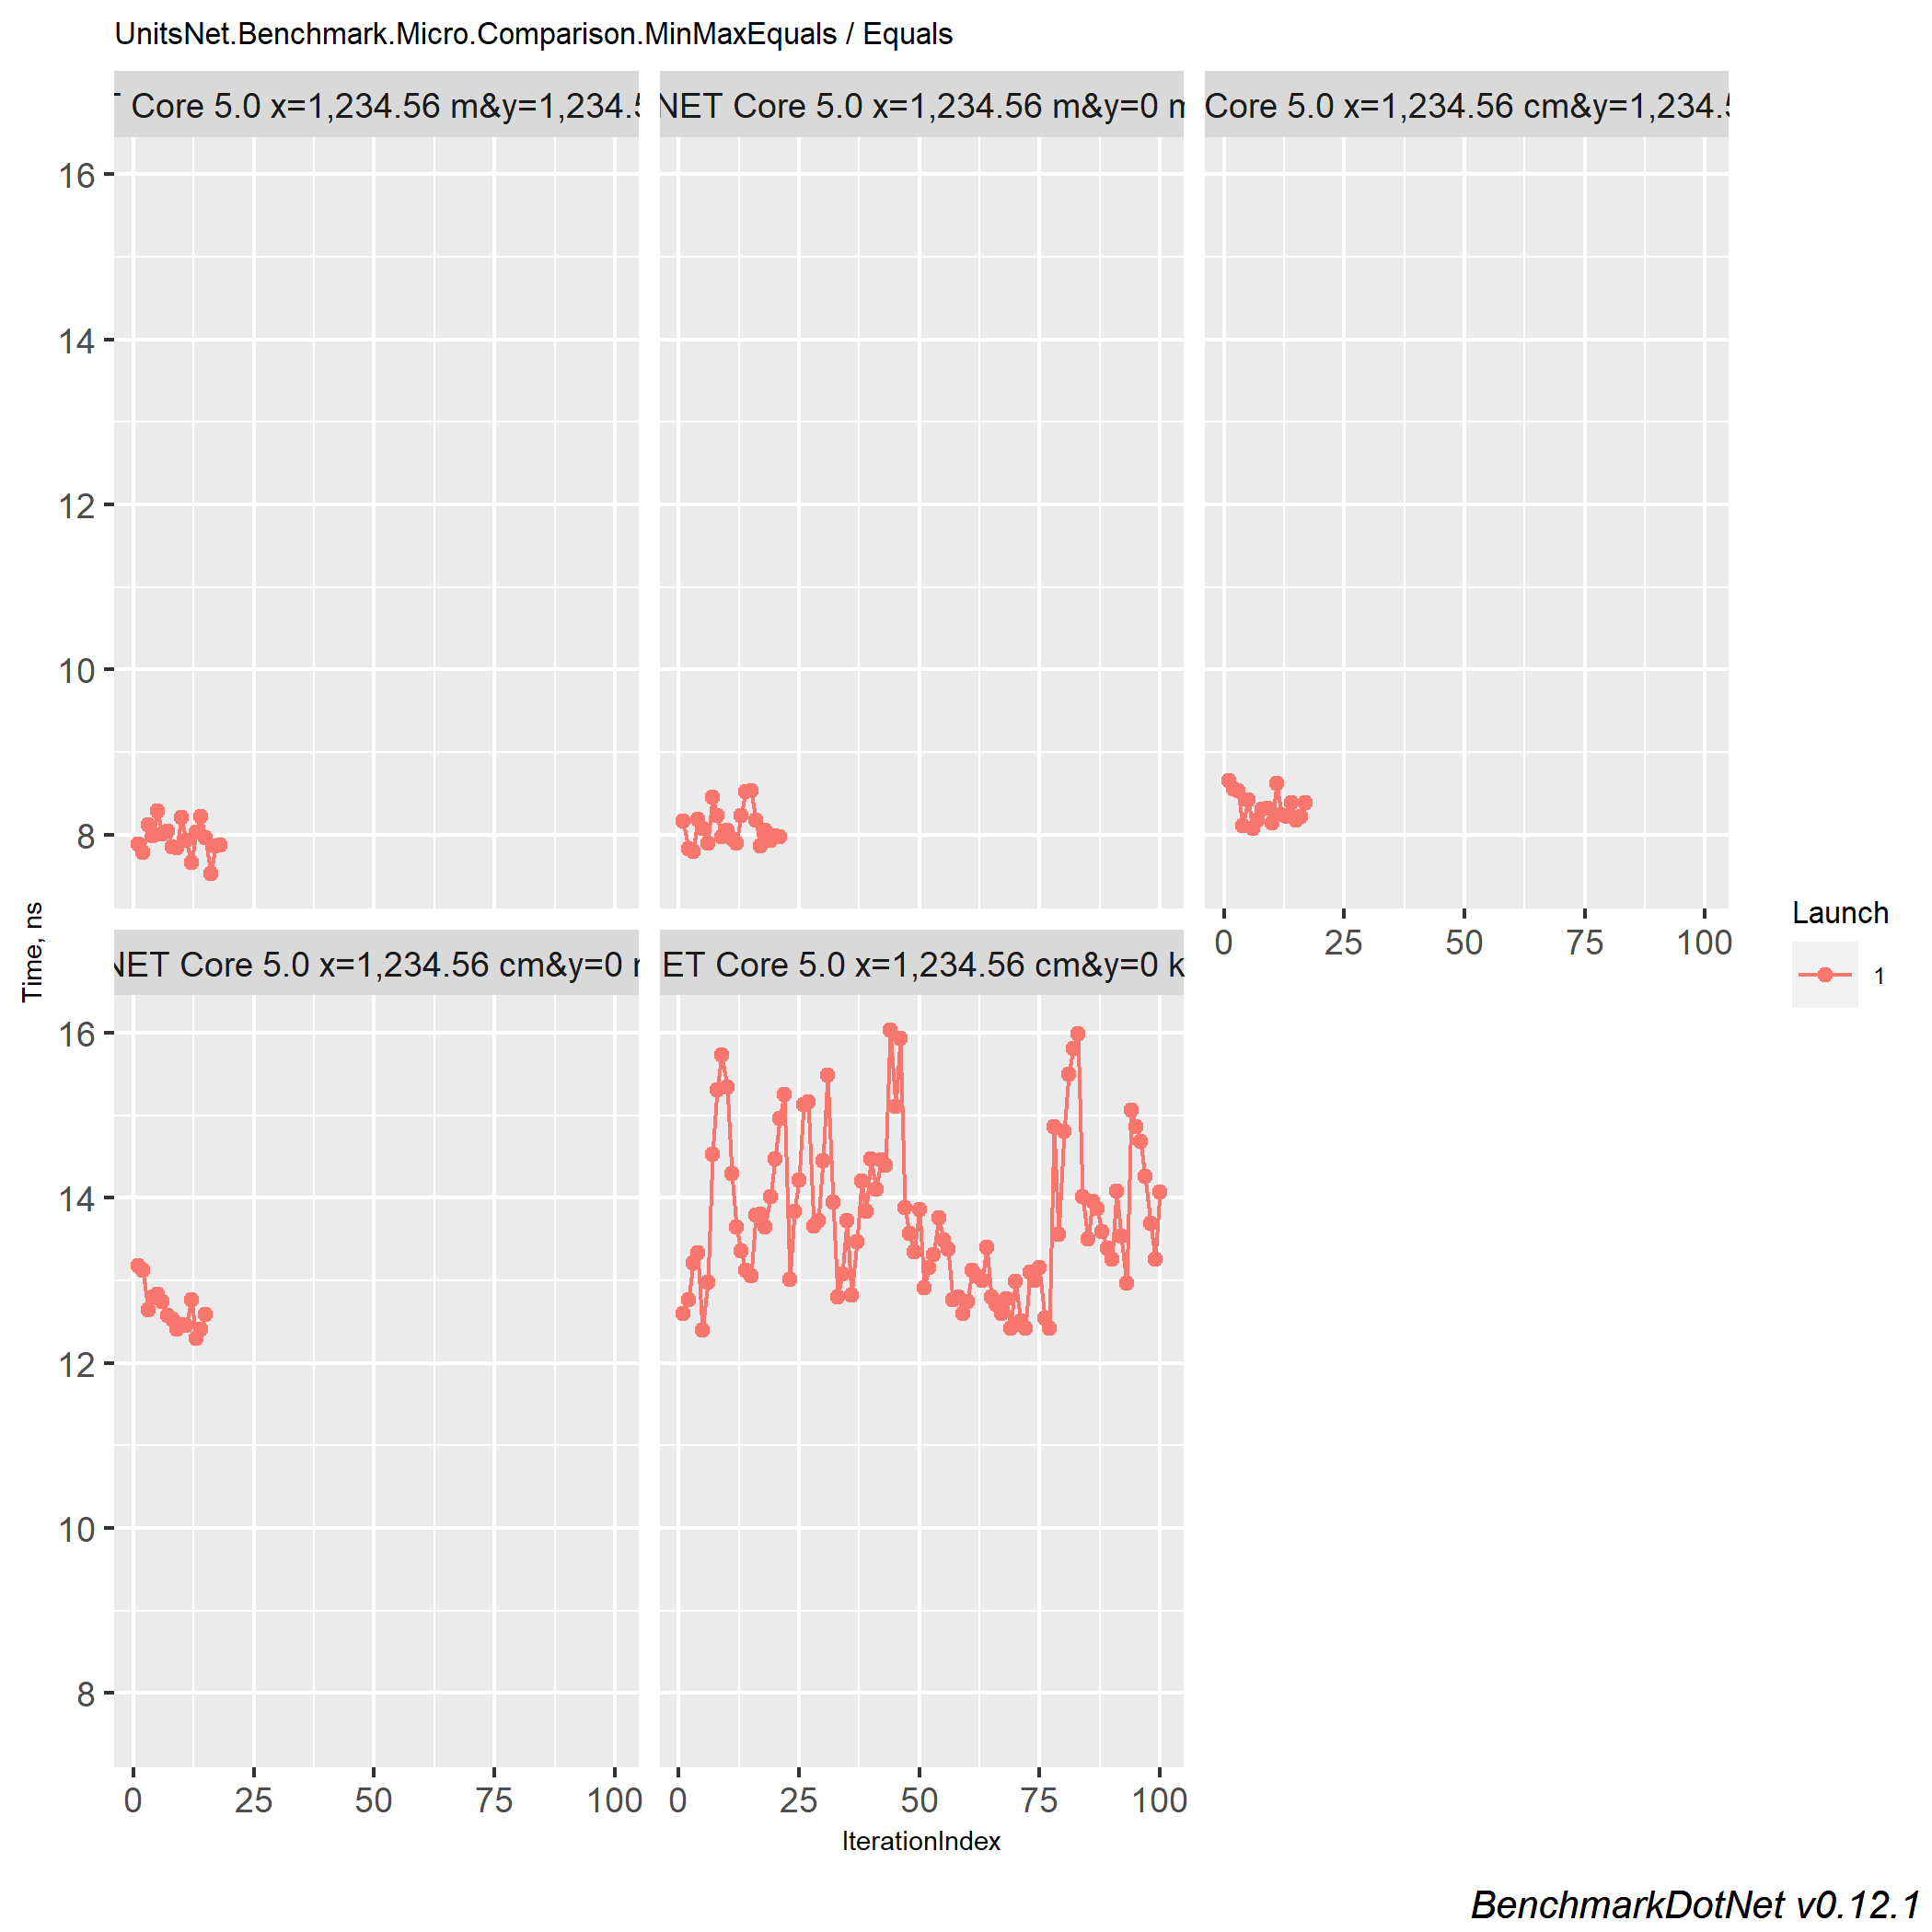 UnitsNet.Benchmark.Micro.Comparison.MinMaxEquals / Equals
Core 5.0 x=1,234.56 m&y=1,234.5
NET Core 5.0 x=1,234.56 m&y=0 m
Core 5.0 x=1,234.56 cm&y=1,234.5
16
14
12
10
8
0 25 50 75 100
Time, ns
Launch
1
NET Core 5.0 x=1,234.56 cm&y=0
ET Core 5.0 x=1,234.56 cm&y=0 k
16
14
12
10
8
0 25 50 75 100
0 25 50 75 100
IterationIndex
BenchmarkDotNet v0.12.1